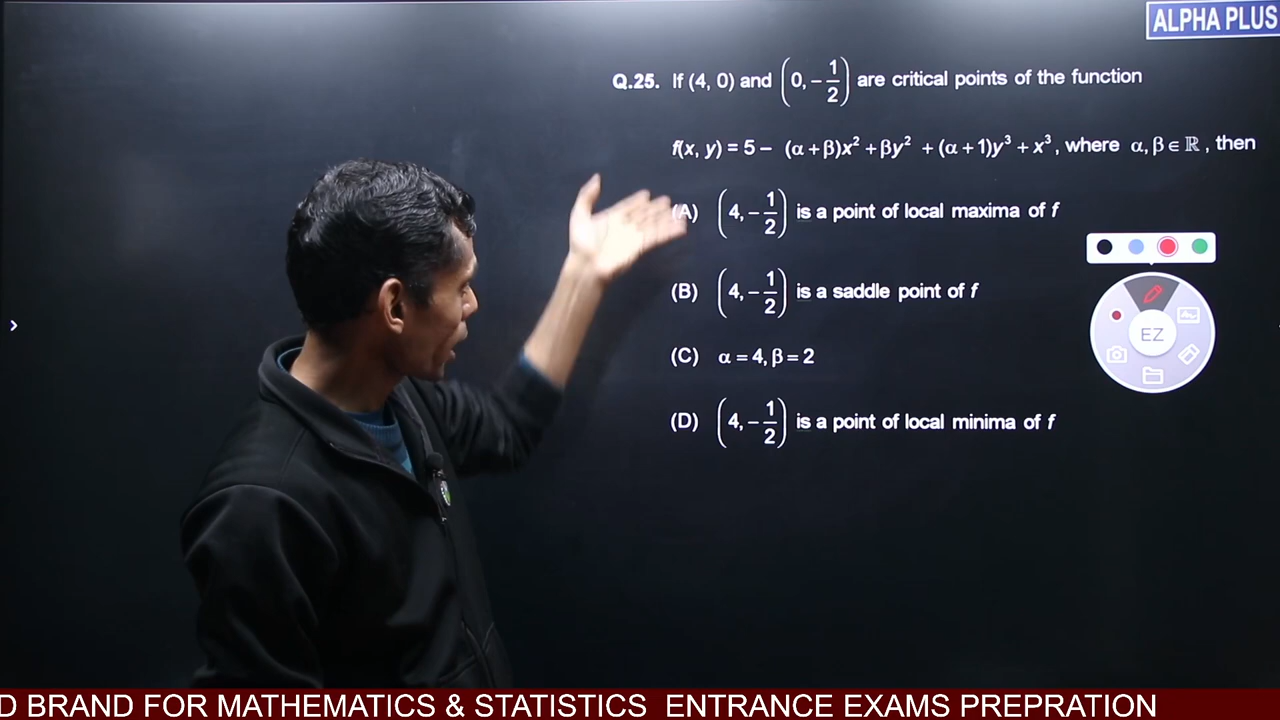 ALPHA PLUS
Q.25. If (4, 0) and (0, -1/2) are critical points of the function
f(x, y) = 5 - (α + β)x² + βy² + (α + 1)y³ + x³, where α, β ∈ ℝ, then
(A) (4, -1/2) is a point of local maxima of f
(B) (4, -1/2) is a saddle point of f
EZ
(C) α = 4, β = 2
(D) (4, -1/2) is a point of local minima of f
D BRAND FOR MATHEMATICS & STATISTICS ENTRANCE EXAMS PREPRATION